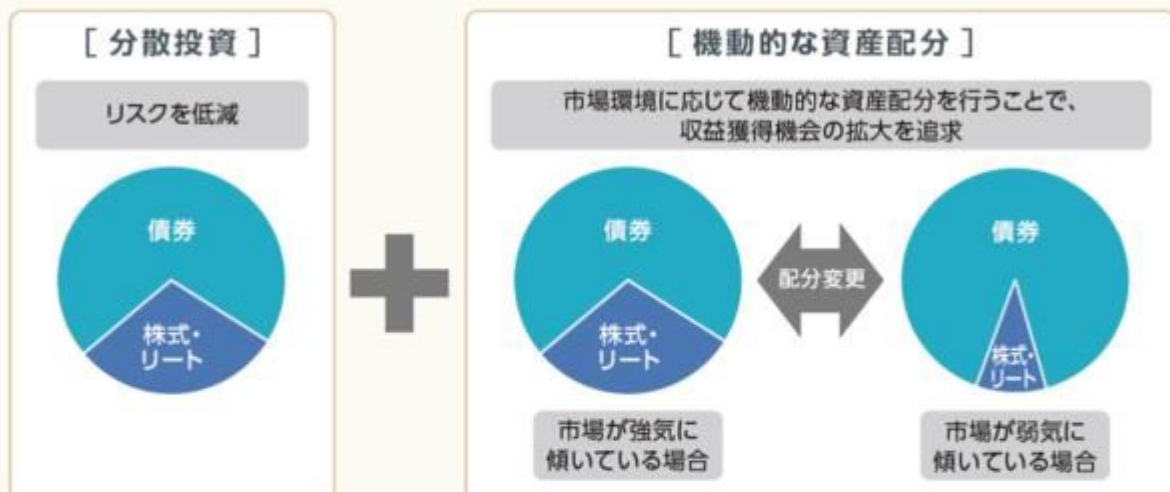 ［分散投資］
リスクを低減
債券
株式・
リート
［機動的な資産配分］
市場環境に応じて機動的な資産配分を行うことで、
収益獲得機会の拡大を追求
債券
株式・
リート
市場が強気に
傾いている場合
配分変更
債券
株式・
リート
市場が弱気に
傾いている場合